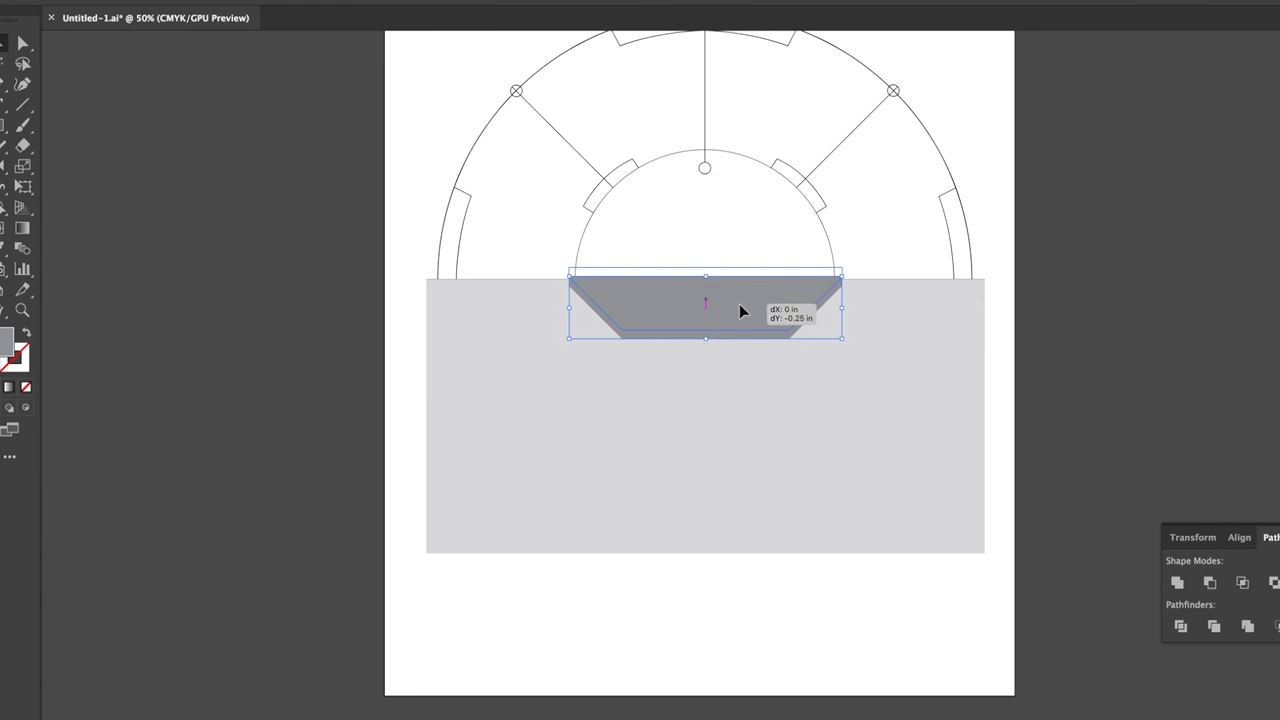 Untitled-1.ai* @ 50% (CMYK/GPU Preview)
dX: 0 in
dY: -0.25 in
Transform Align Path
Shape Modes:
Pathfinders: